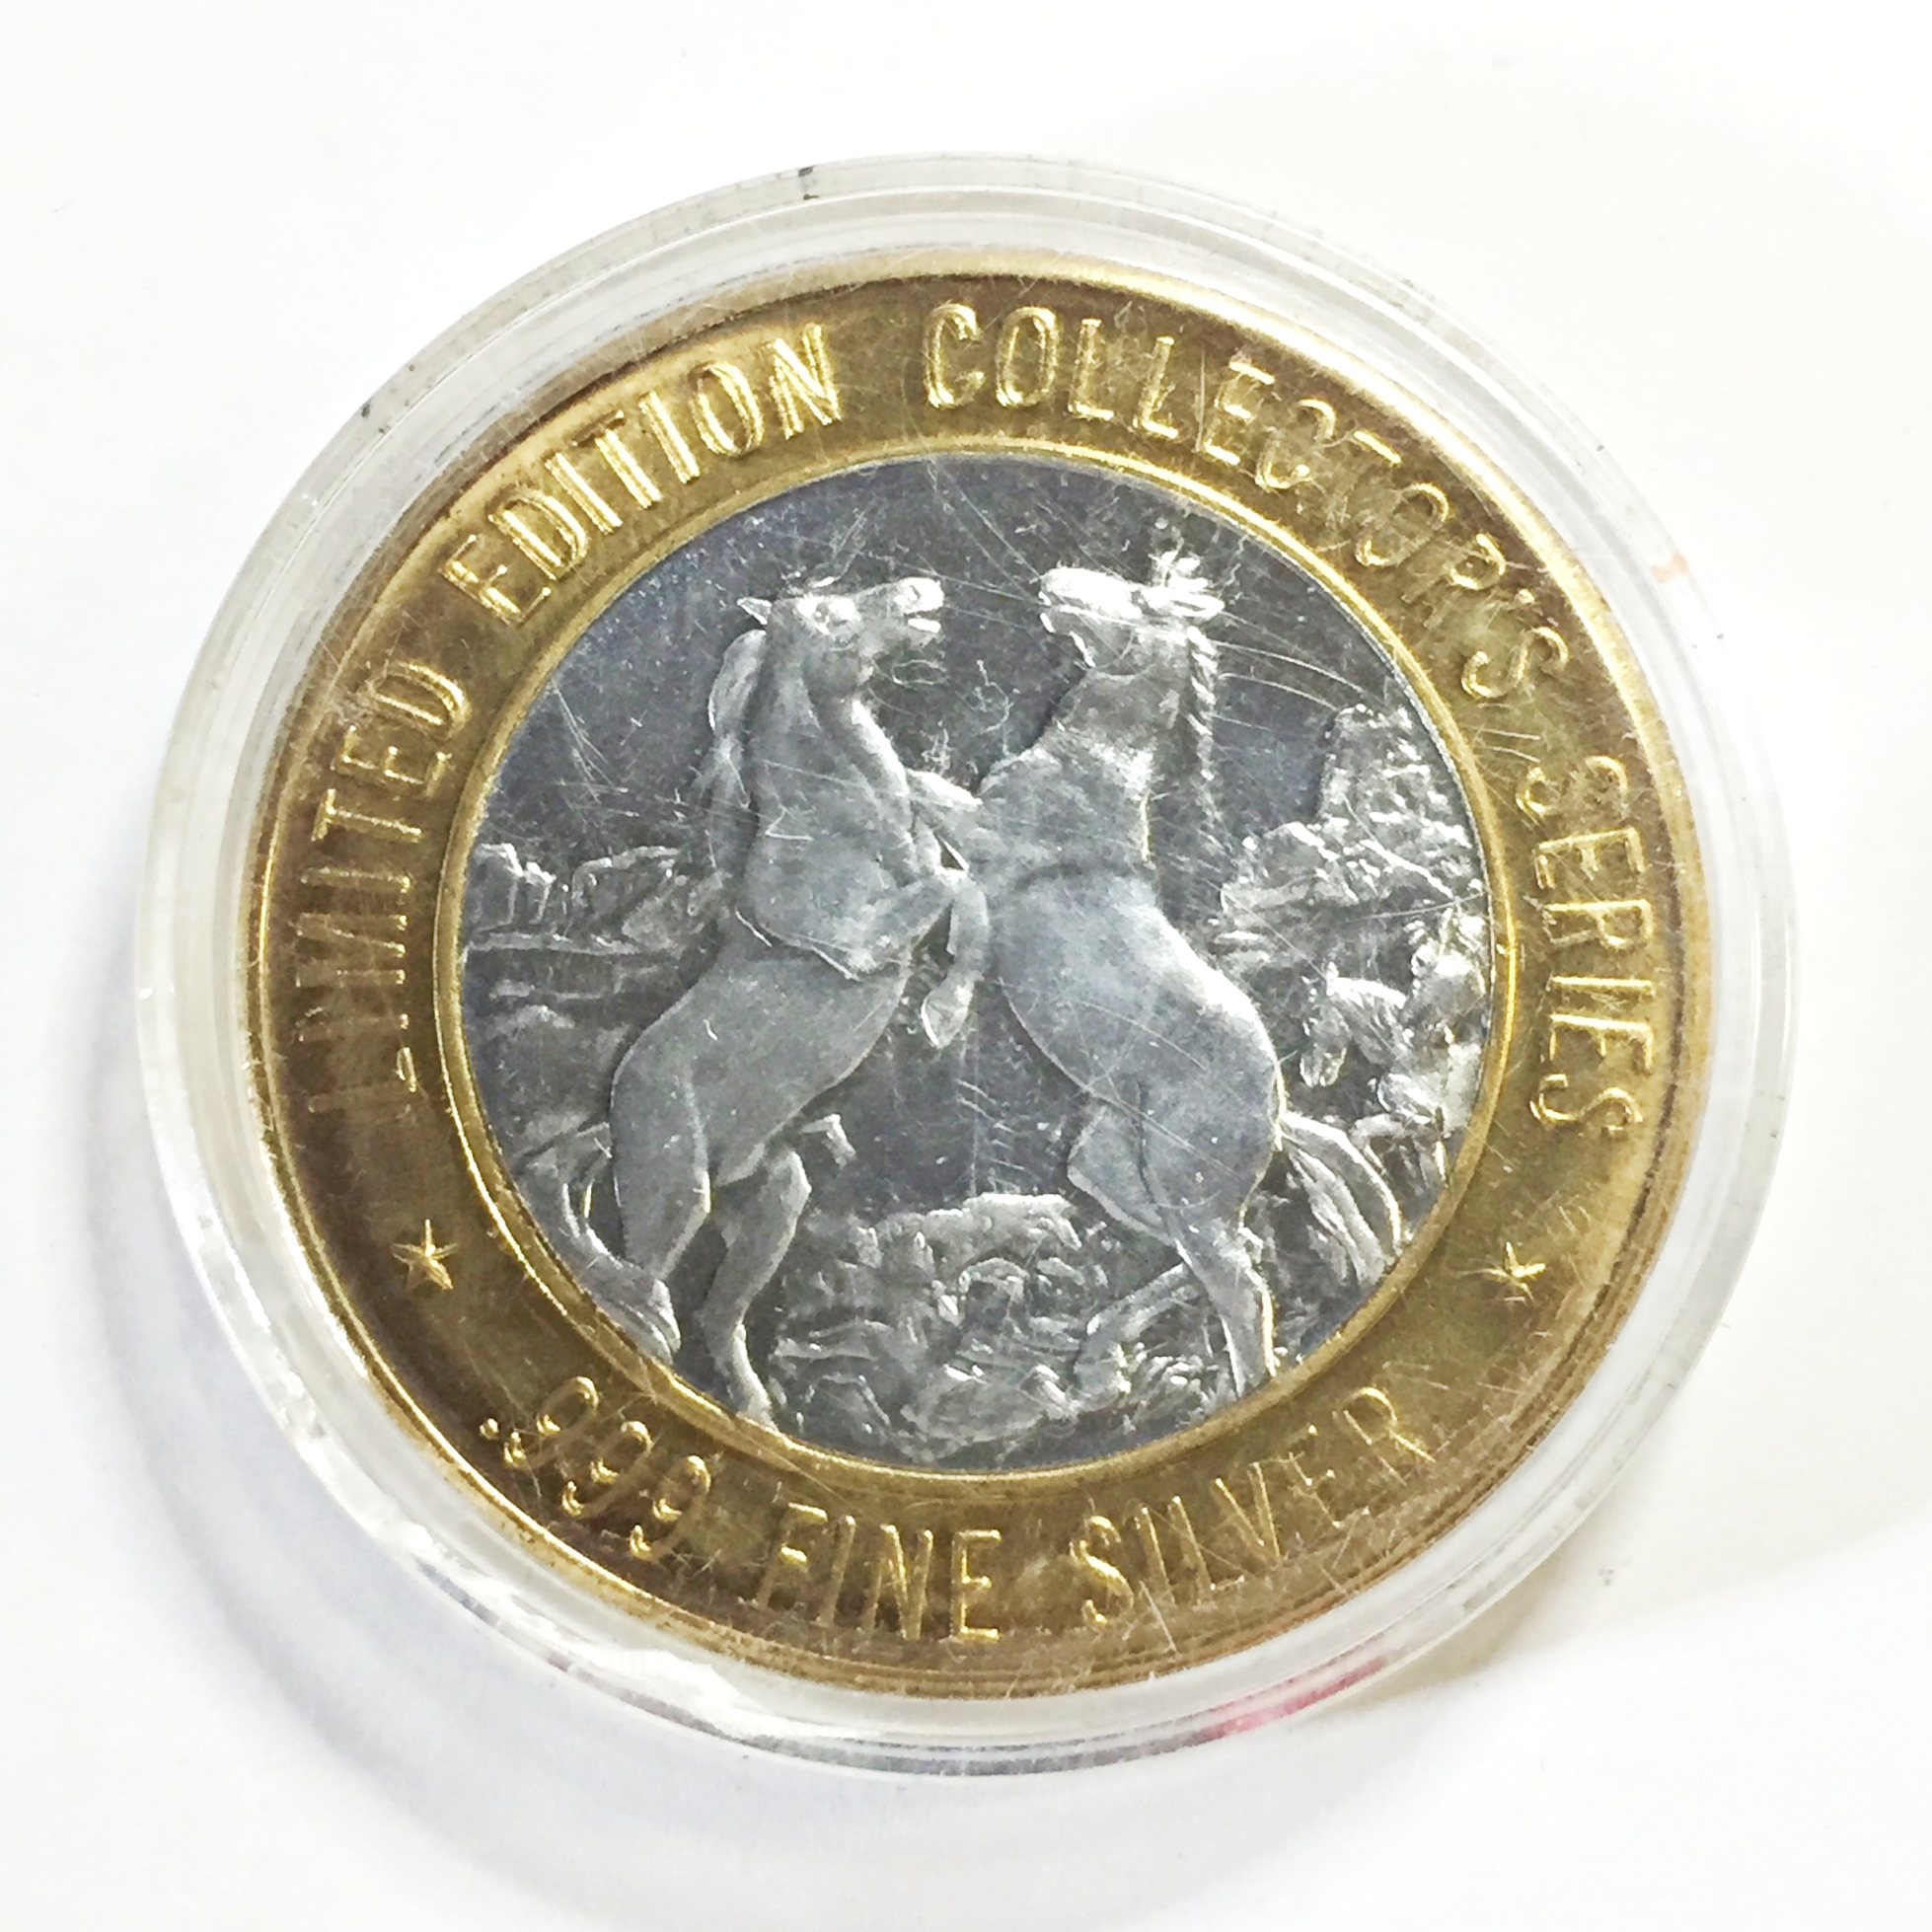 LIMITED EDITION COLLECTOR'S SERIES
.999 FINE SILVER